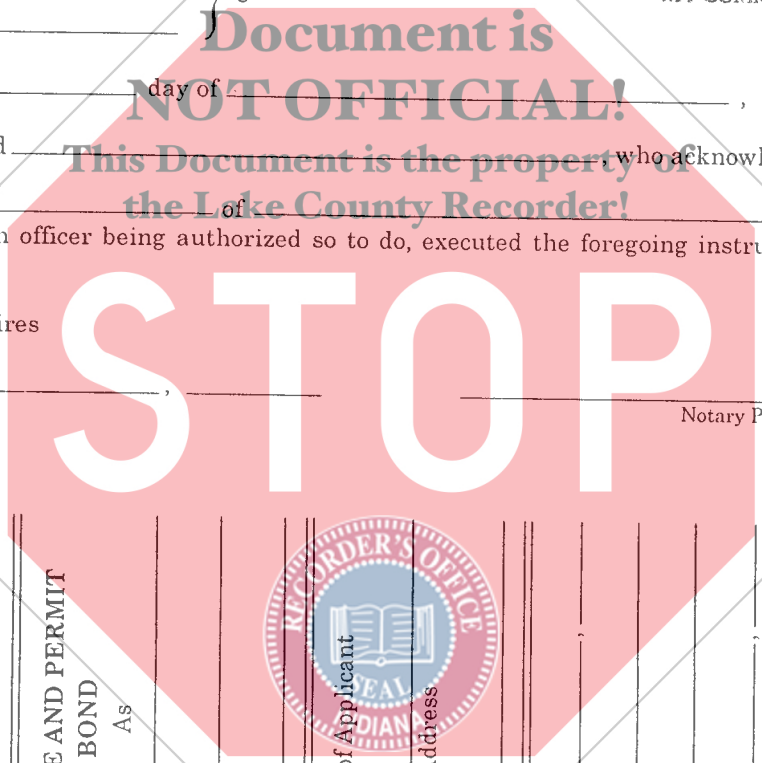 Document is
NOT OFFICIAL!
This Document is the property of
the Lake County Recorder!
day of ,
, who acknowl
of
officer being authorized so to do, executed the foregoing instru
ires
STOP
,
Notary P
RECORDER'S OFFICE
SEAL
INDIANA
E AND PERMIT
BOND
As
of Applicant
ddress
,
,